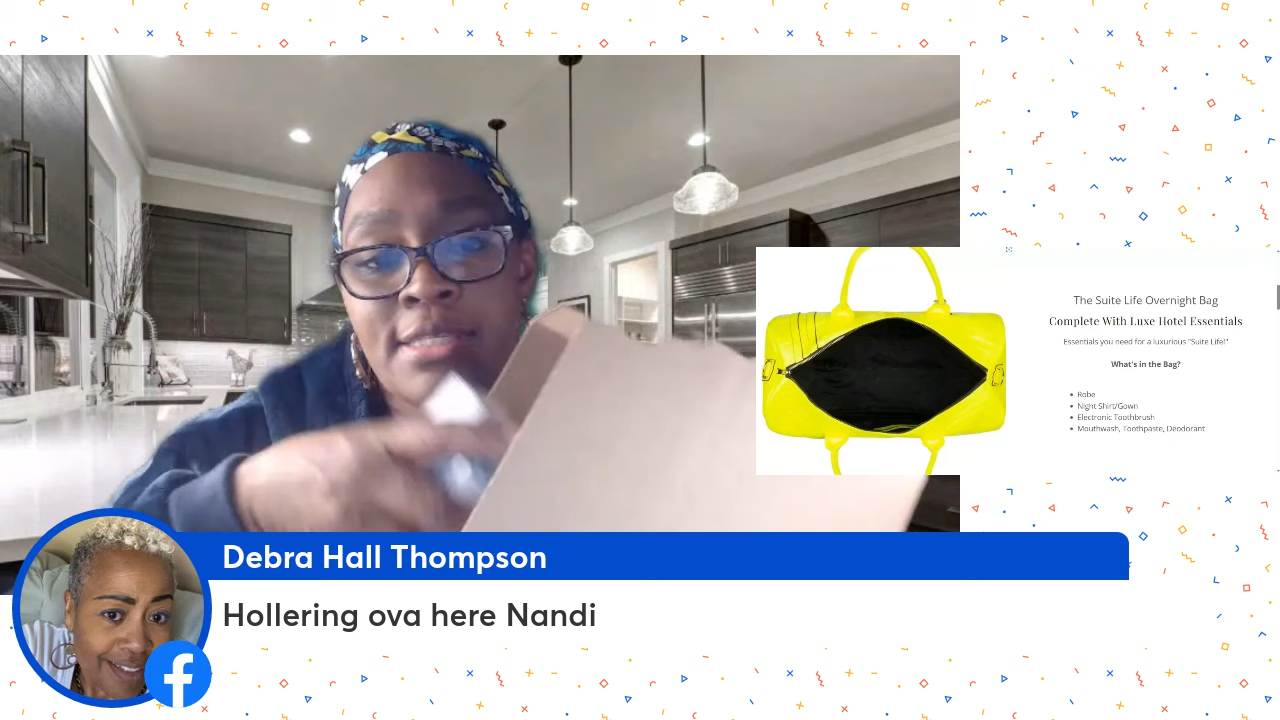 The Suite Life Overnight Bag
Complete With Luxe Hotel Essentials
Essentials you need for a luxurious "Suite Life!"
What's in the Bag?
• Robe
• Night Shirt/Gown
• Electronic Toothbrush
• Mouthwash, Toothpaste, Deodorant
Debra Hall Thompson
Hollering ova here Nandi